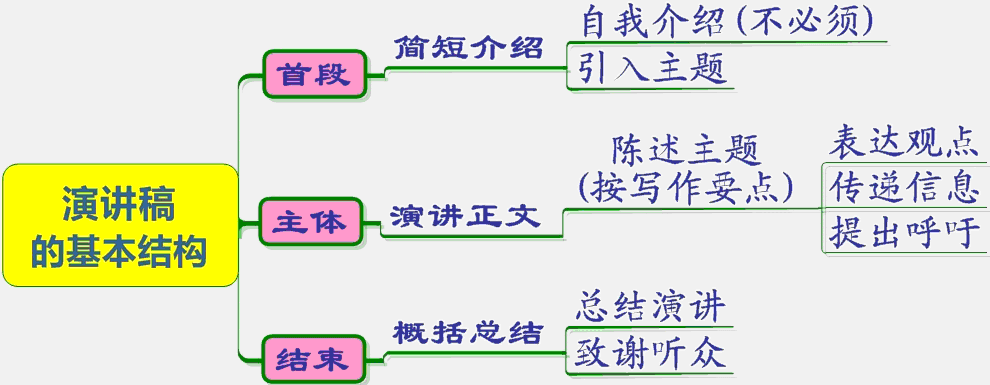 演讲稿
的基本结构
首段
简短介绍
自我介绍(不必须)
引入主题
主体
演讲正文
陈述主题
(按写作要点)
表达观点
传递信息
提出呼吁
结束
概括总结
总结演讲
致谢听众